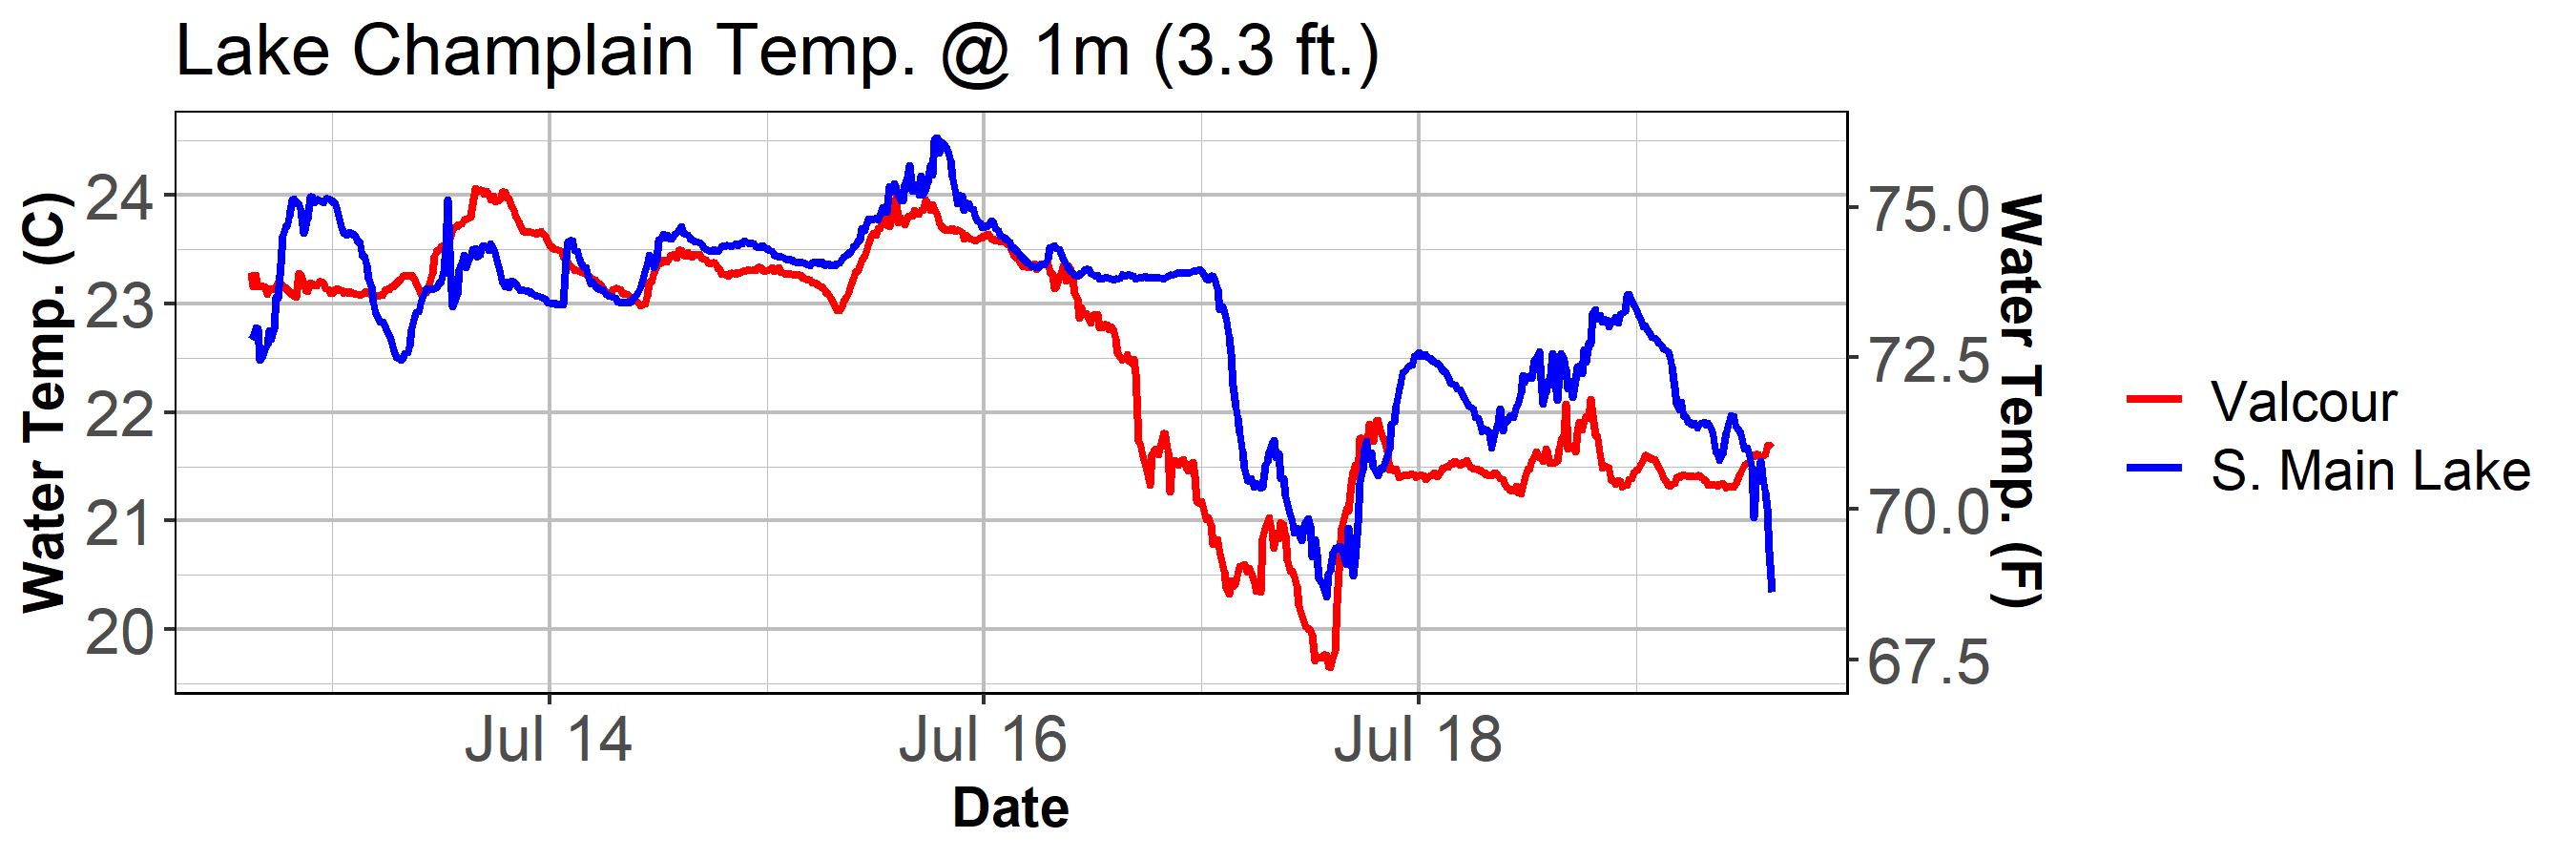 Lake Champlain Temp. @ 1m (3.3 ft.)
Water Temp. (C)
24
23
22
21
20
75.0
72.5
70.0
67.5
Water Temp. (F)
Jul 14
Jul 16
Jul 18
Date
Valcour
S. Main Lake